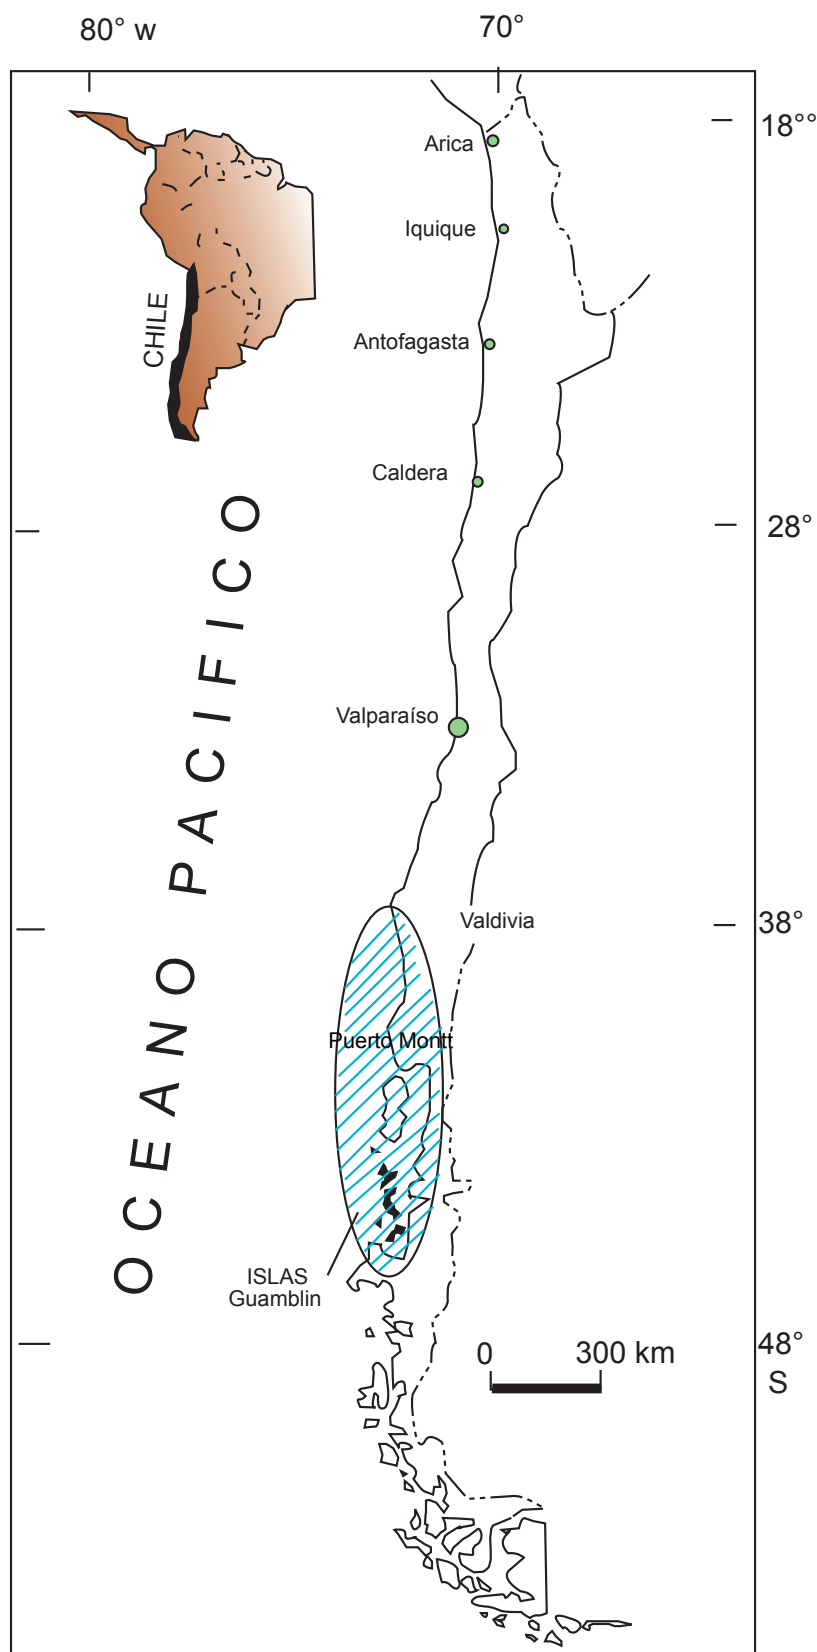 80° w
70°
18°°
Arica
Iquique
CHILE
Antofagasta
Caldera
28°
OCEANO PACIFICO
Valparaíso
Valdivia
38°
Puerto Montt
ISLAS
Guamblin
0
300 km
48°
S